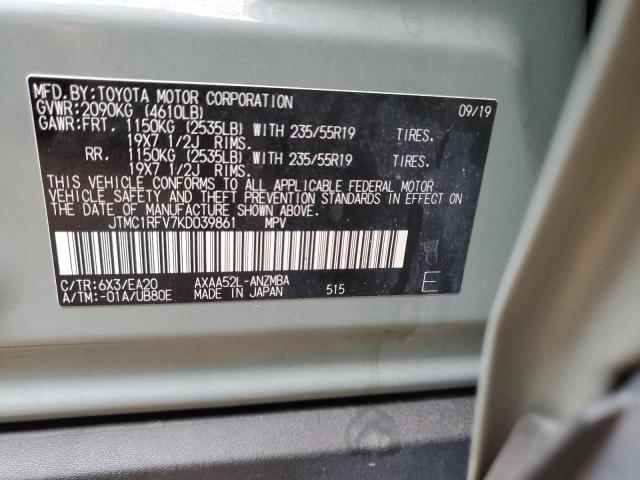 MFD.BY:TOYOTA MOTOR CORPORATION 09/19
GVWR:2090KG (4610LB)
GAWR:FRT. 1150KG (2535LB) WITH 235/55R19 TIRES.
19X7 1/2J RIMS.
RR. 1150KG (2535LB) WITH 235/55R19 TIRES.
19X7 1/2J RIMS.
THIS VEHICLE CONFORMS TO ALL APPLICABLE FEDERAL MOTOR
VEHICLE SAFETY AND THEFT PREVENTION STANDARDS IN EFFECT
ON THE DATE OF MANUFACTURE SHOWN ABOVE.
JTMC1RFV7KD039861 MPV
C/TR:6X3/EA20 AXAA52L-ANZMBA
A/TM:-01A/UB80E MADE IN JAPAN 515 E